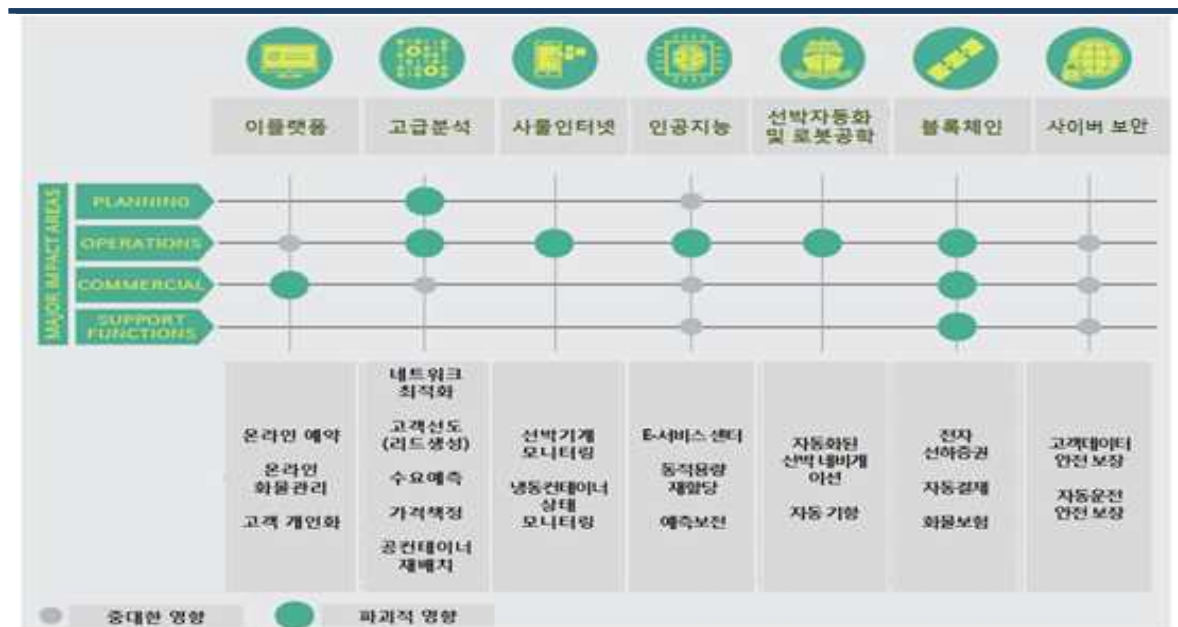 이플랫폼
고급분석
사물인터넷
인공지능
선박자동화
및 로봇공학
블록체인
사이버 보안
MAJOR IMPACT AREAS
PLANNING
OPERATIONS
COMMERCIAL
SUPPORT
FUNCTIONS
온라인 예약
온라인
화물관리
고객 개인화
네트워크
최적화
고객선도
(리드생성)
수요예측
가격책정
공컨테이너
재배치
선박기계
모니터링
냉동컨테이너
상태
모니터링
E-서비스 센터
동적용량
재할당
예측보전
자동화된
선박 네비게
이션
자동 기항
전자
선하증권
자동결제
화물보험
고객데이터
안전 보장
자동운전
안전 보장
중대한 영향
파괴적 영향